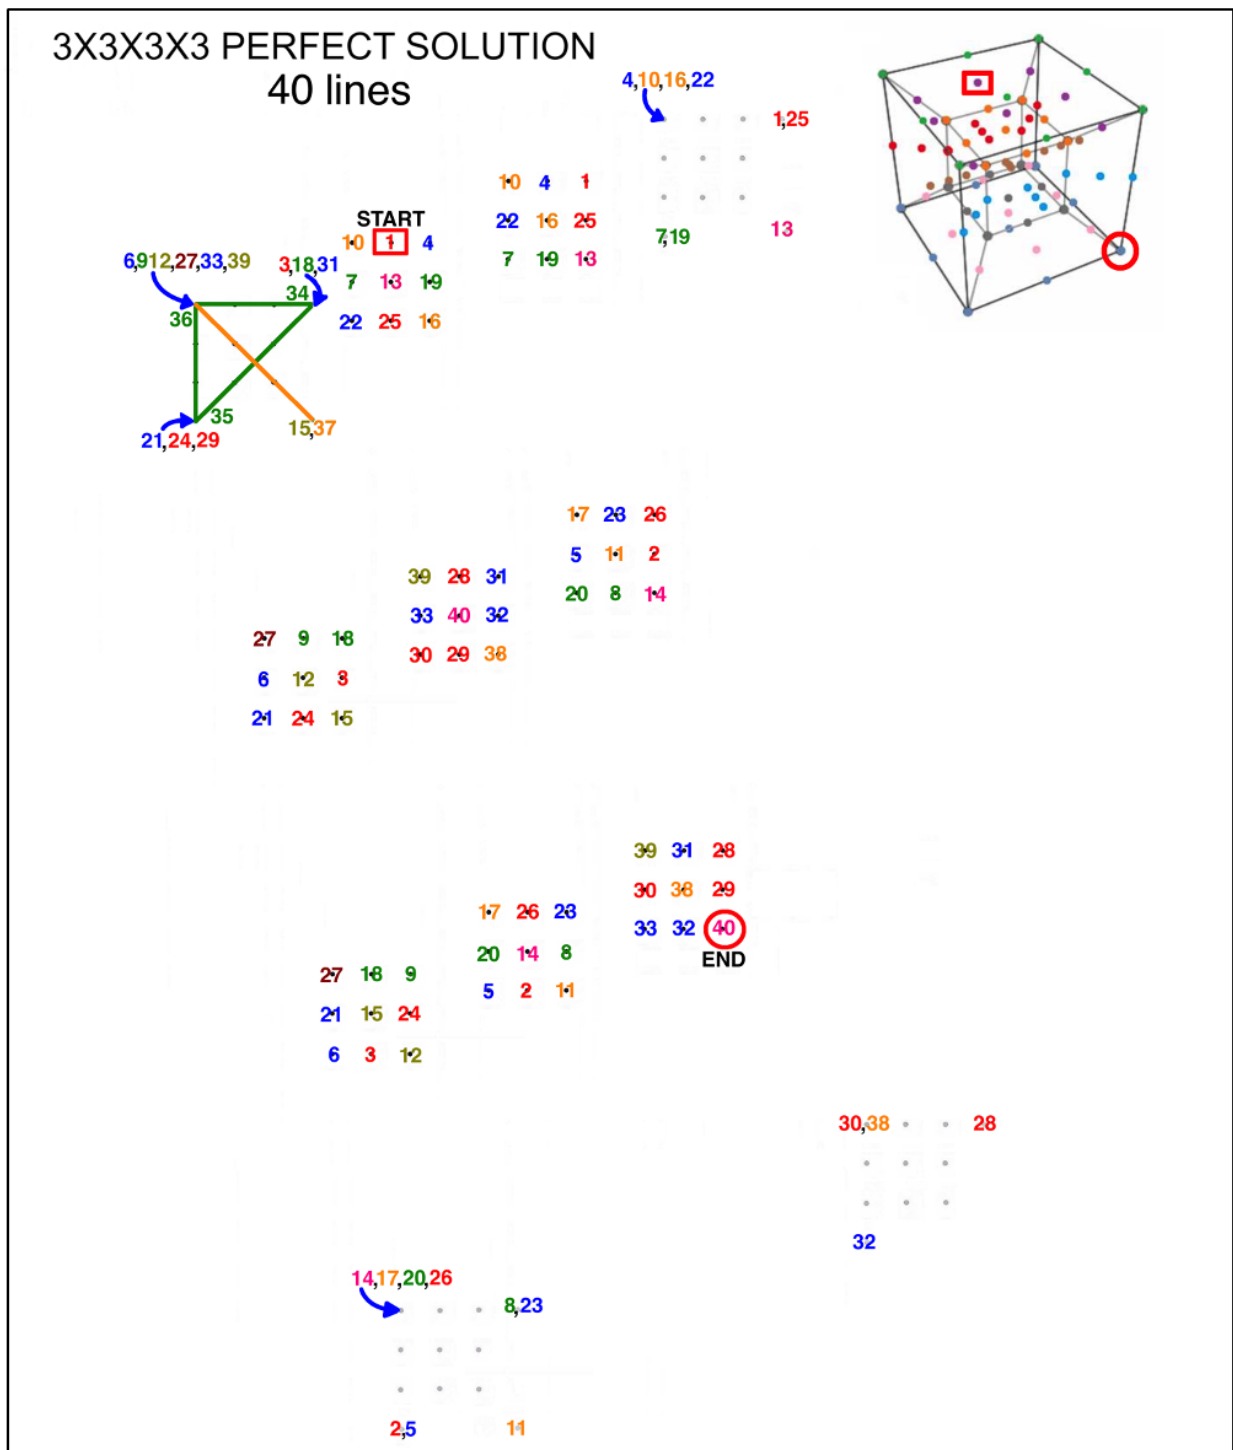 3X3X3X3 PERFECT SOLUTION
40 lines
4,10,16,22
1,25
10 4 1
22 16 25
7 19 13
7,19
13
START
10 1 4
7 13 19
22 25 16
6,9,12,27,33,39
3,18,31
34
36
35
21,24,29
15,37
17 23 26
5 11 2
20 8 14
39 28 31
33 40 32
30 29 38
27 9 18
6 12 3
21 24 15
39 31 28
30 38 29
33 32 40
END
17 26 23
20 14 8
5 2 11
27 18 9
21 15 24
6 3 12
30,38
28
32
14,17,20,26
8,23
2,5
11